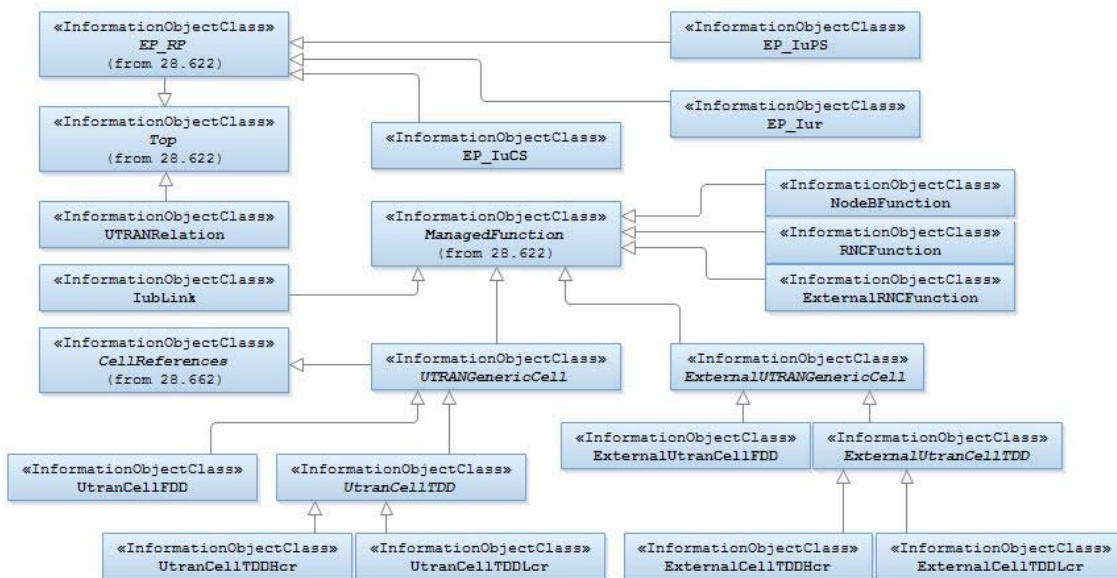 «InformationObjectClass»
EP_RP
(from 28.622)
«InformationObjectClass»
EP_IuPS
«InformationObjectClass»
Top
(from 28.622)
«InformationObjectClass»
EP_IuCS
«InformationObjectClass»
EP_Iur
«InformationObjectClass»
UTRANRelation
«InformationObjectClass»
ManagedFunction
(from 28.622)
«InformationObjectClass»
NodeBFunction
«InformationObjectClass»
RNCFunction
«InformationObjectClass»
ExternalRNCFunction
«InformationObjectClass»
IubLink
«InformationObjectClass»
CellReferences
(from 28.662)
«InformationObjectClass»
UTRANGenericCell
«InformationObjectClass»
ExternalUTRANGenericCell
«InformationObjectClass»
UtranCellFDD
«InformationObjectClass»
UtranCellTDD
«InformationObjectClass»
ExternalUtranCellFDD
«InformationObjectClass»
ExternalUtranCellTDD
«InformationObjectClass»
UtranCellTDDHcr
«InformationObjectClass»
UtranCellTDDLcr
«InformationObjectClass»
ExternalCellTDDHcr
«InformationObjectClass»
ExternalCellTDDLcr